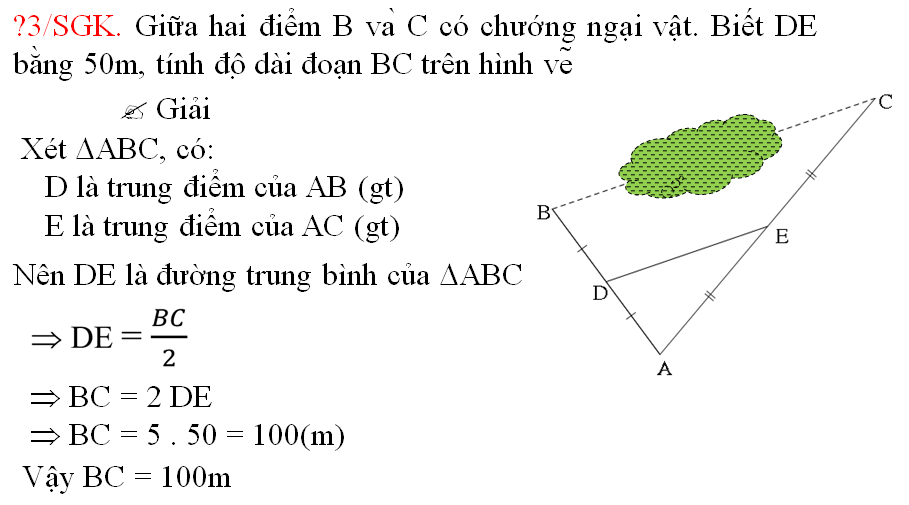 ?3/SGK. Giữa hai điểm B và C có chướng ngại vật. Biết DE
bằng 50m, tính độ dài đoạn BC trên hình vẽ
Giải
Xét ΔABC, có:
D là trung điểm của AB (gt)
E là trung điểm của AC (gt)
Nên DE là đường trung bình của ΔABC
⇒ DE = BC/2
⇒ BC = 2 DE
⇒ BC = 5 . 50 = 100(m)
Vậy BC = 100m
C
B
E
D
A